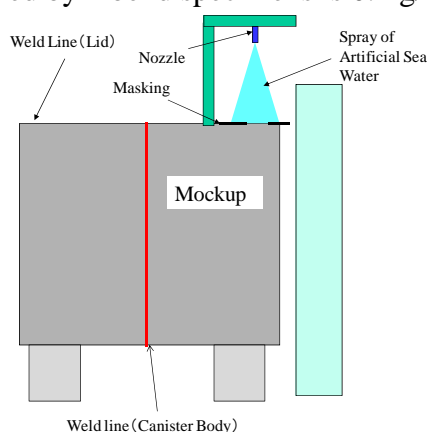 Weld Line(Lid)
Nozzle
Masking
Spray of
Artificial Sea
Water
Mockup
Weld line(Canister Body)